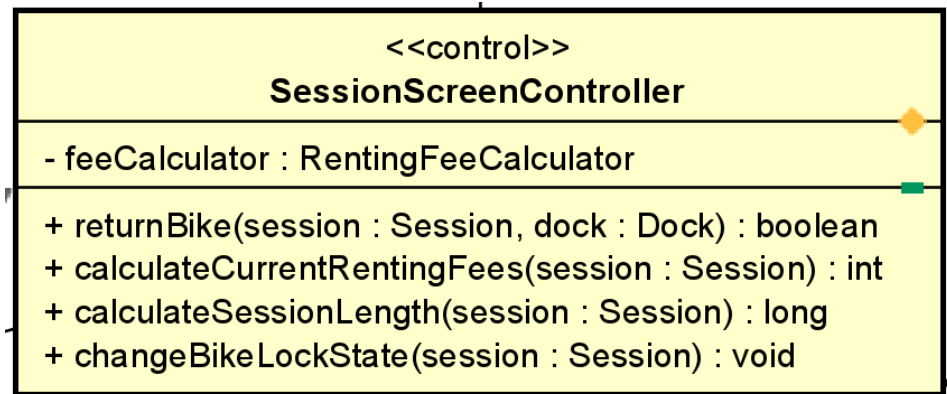 <<control>>
SessionScreenController
- feeCalculator : RentingFeeCalculator
+ returnBike(session : Session, dock : Dock) : boolean
+ calculateCurrentRentingFees(session : Session) : int
+ calculateSessionLength(session : Session) : long
+ changeBikeLockState(session : Session) : void